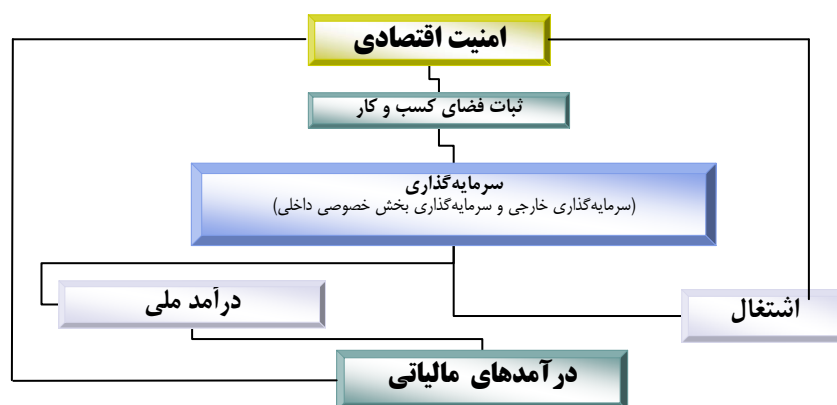 امنیت اقتصادی
ثبات فضای کسب و کار
سرمایه‌گذاری
(سرمایه‌گذاری خارجی و سرمایه‌گذاری بخش خصوصی داخلی)
درآمد ملی
اشتغال
درآمدهای مالیاتی